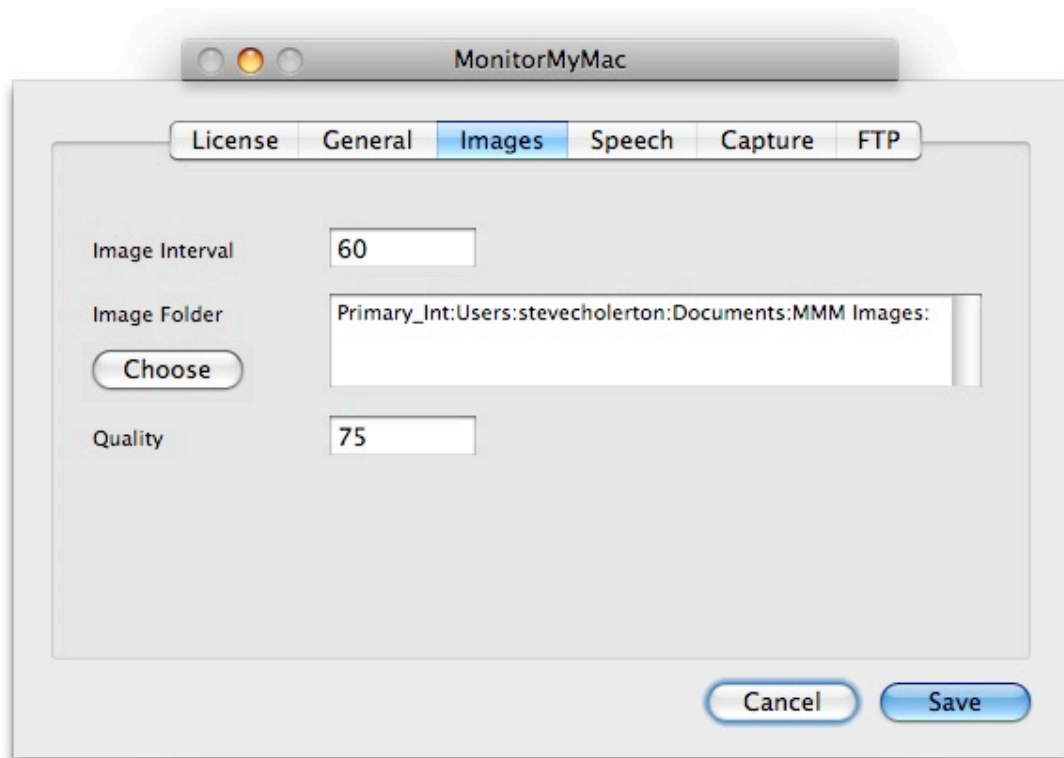 MonitorMyMac
License General Images Speech Capture FTP
Image Interval 60
Image Folder Primary_Int:Users:stevecholerton:Documents:MMM Images:
Choose
Quality 75
Cancel Save